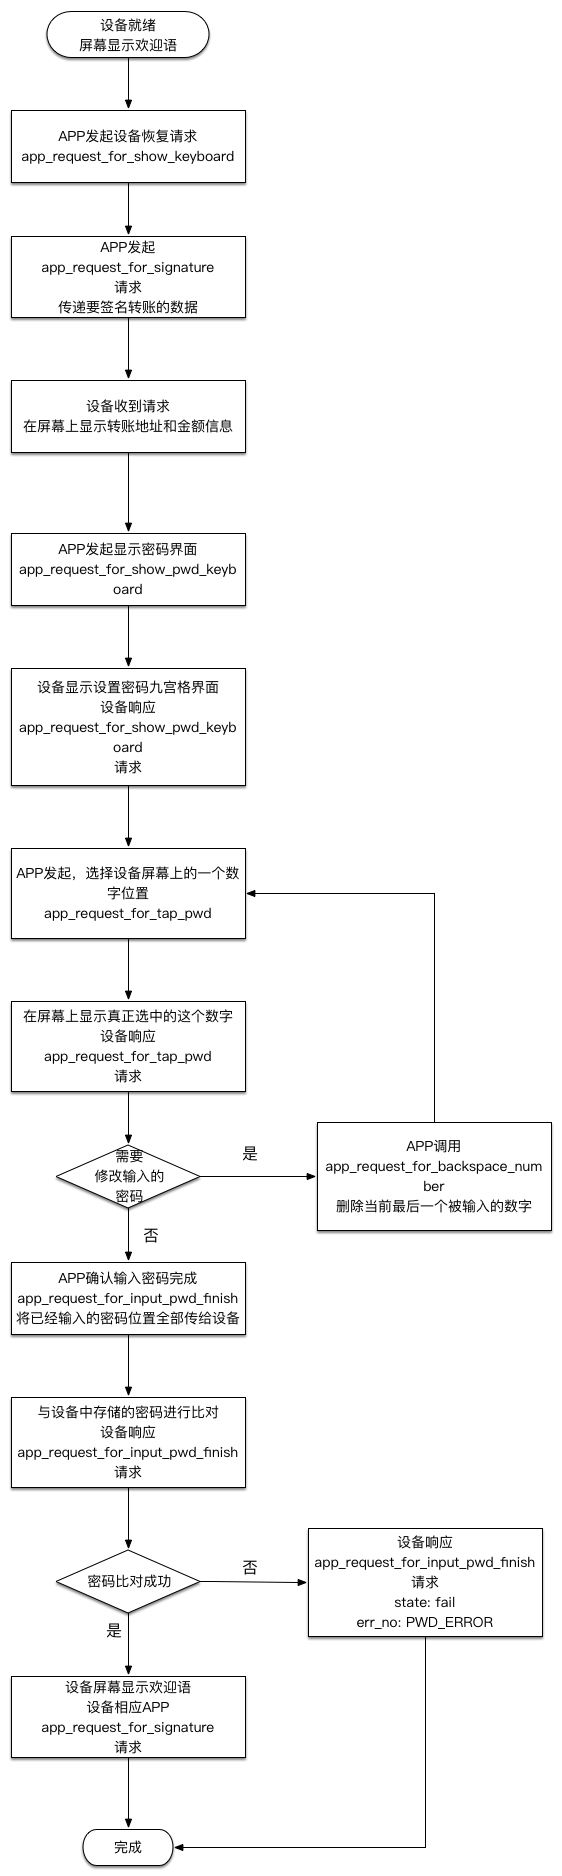 设备就绪
屏幕显示欢迎语
APP发起设备恢复请求
app_request_for_show_keyboard
APP发起
app_request_for_signature
请求
传递要签名转账的数据
设备收到请求
在屏幕上显示转账地址和金额信息
APP发起显示密码界面
app_request_for_show_pwd_keyb
oard
设备显示设置密码九宫格界面
设备响应
app_request_for_show_pwd_keyb
oard
请求
APP发起，选择设备屏幕上的一个数
字位置
app_request_for_tap_pwd
在屏幕上显示真正选中的这个数字
设备响应
app_request_for_tap_pwd
请求
需要
修改输入的
密码
是
APP调用
app_request_for_backspace_num
ber
删除当前最后一个被输入的数字
否
APP确认输入密码完成
app_request_for_input_pwd_finish
将已经输入的密码位置全部传给设备
与设备中存储的密码进行比对
设备响应
app_request_for_input_pwd_finish
请求
密码比对成功
否
设备响应
app_request_for_input_pwd_finish
请求
state: fail
err_no: PWD_ERROR
是
设备屏幕显示欢迎语
设备相应APP
app_request_for_signature
请求
完成